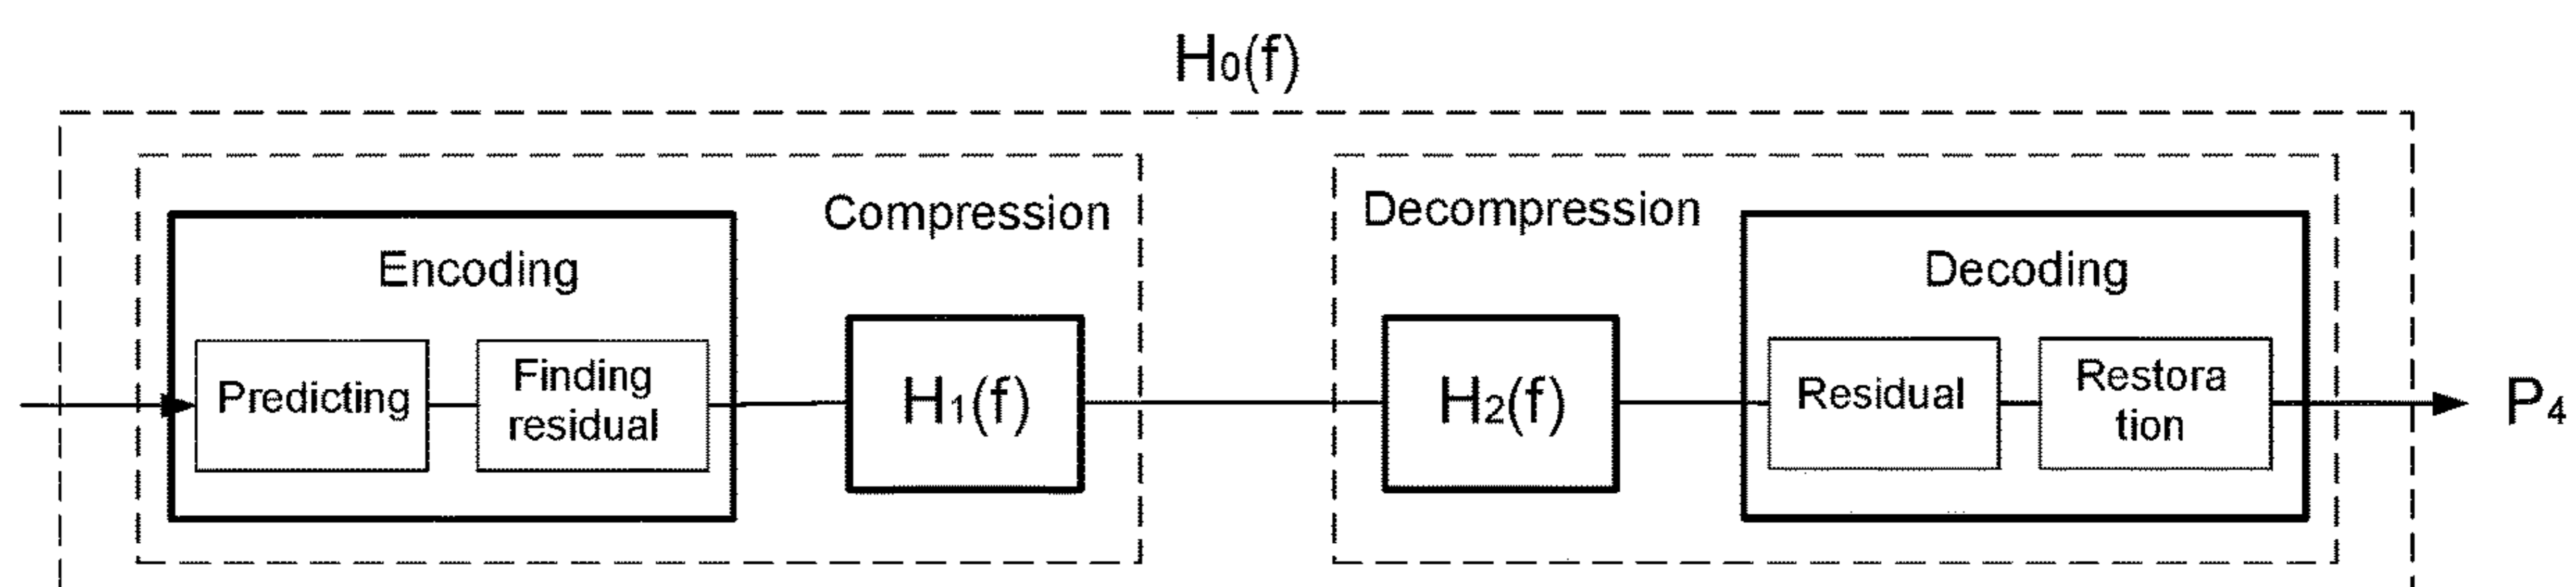 H0(f)
Compression
Decompression
Encoding
Decoding
Predicting
Finding
residual
H1(f)
H2(f)
Residual
Restora
tion
P4